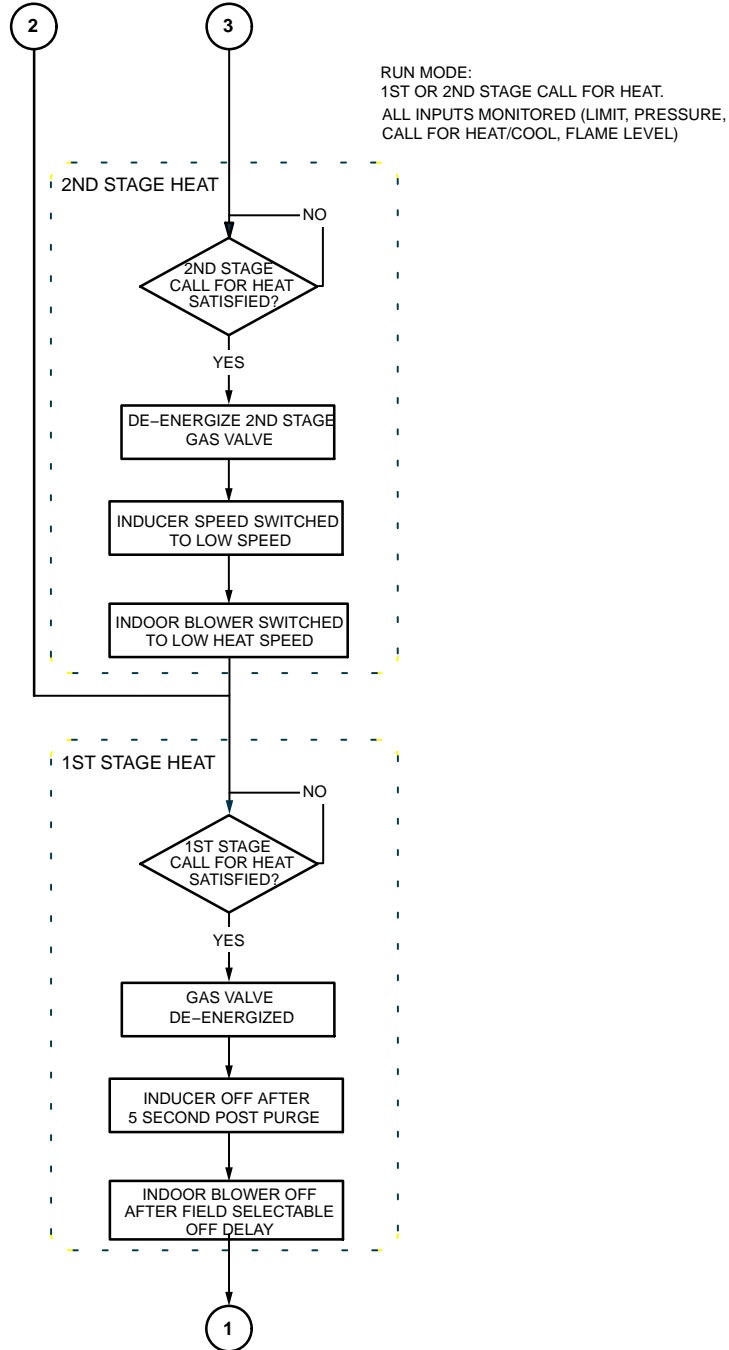 2
3
RUN MODE:
1ST OR 2ND STAGE CALL FOR HEAT.
ALL INPUTS MONITORED (LIMIT, PRESSURE,
CALL FOR HEAT/COOL, FLAME LEVEL)
2ND STAGE HEAT
NO
2ND STAGE
CALL FOR HEAT
SATISFIED?
YES
DE−ENERGIZE 2ND STAGE
GAS VALVE
INDUCER SPEED SWITCHED
TO LOW SPEED
INDOOR BLOWER SWITCHED
TO LOW HEAT SPEED
1ST STAGE HEAT
NO
1ST STAGE
CALL FOR HEAT
SATISFIED?
YES
GAS VALVE
DE−ENERGIZED
INDUCER OFF AFTER
5 SECOND POST PURGE
INDOOR BLOWER OFF
AFTER FIELD SELECTABLE
OFF DELAY
1